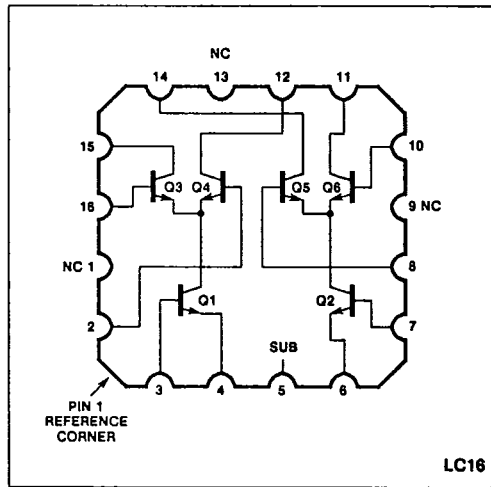 NC
14 13 12 11
15 10
Q3 Q4 Q5 Q6
16 9 NC
NC 1 8
Q1 Q2
2 7
SUB
3 4 5 6
PIN 1
REFERENCE
CORNER
LC16